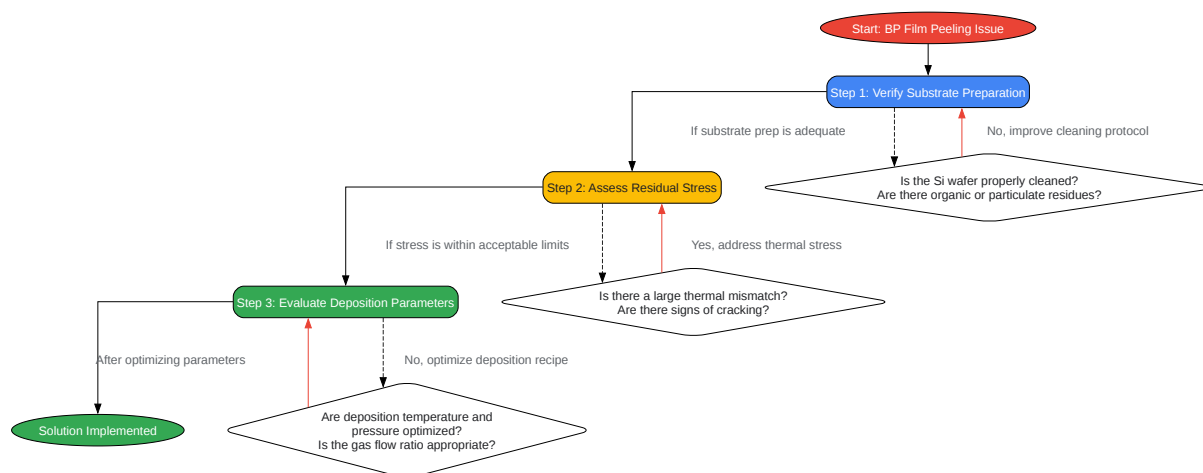 Start: BP Film Peeling Issue
Step 1: Verify Substrate Preparation
If substrate prep is adequate
No, improve cleaning protocol
Is the Si wafer properly cleaned?
Are there organic or particulate residues?
Step 2: Assess Residual Stress
If stress is within acceptable limits
Yes, address thermal stress
Is there a large thermal mismatch?
Are there signs of cracking?
Step 3: Evaluate Deposition Parameters
After optimizing parameters
No, optimize deposition recipe
Are deposition temperature and
pressure optimized?
Is the gas flow ratio appropriate?
Solution Implemented